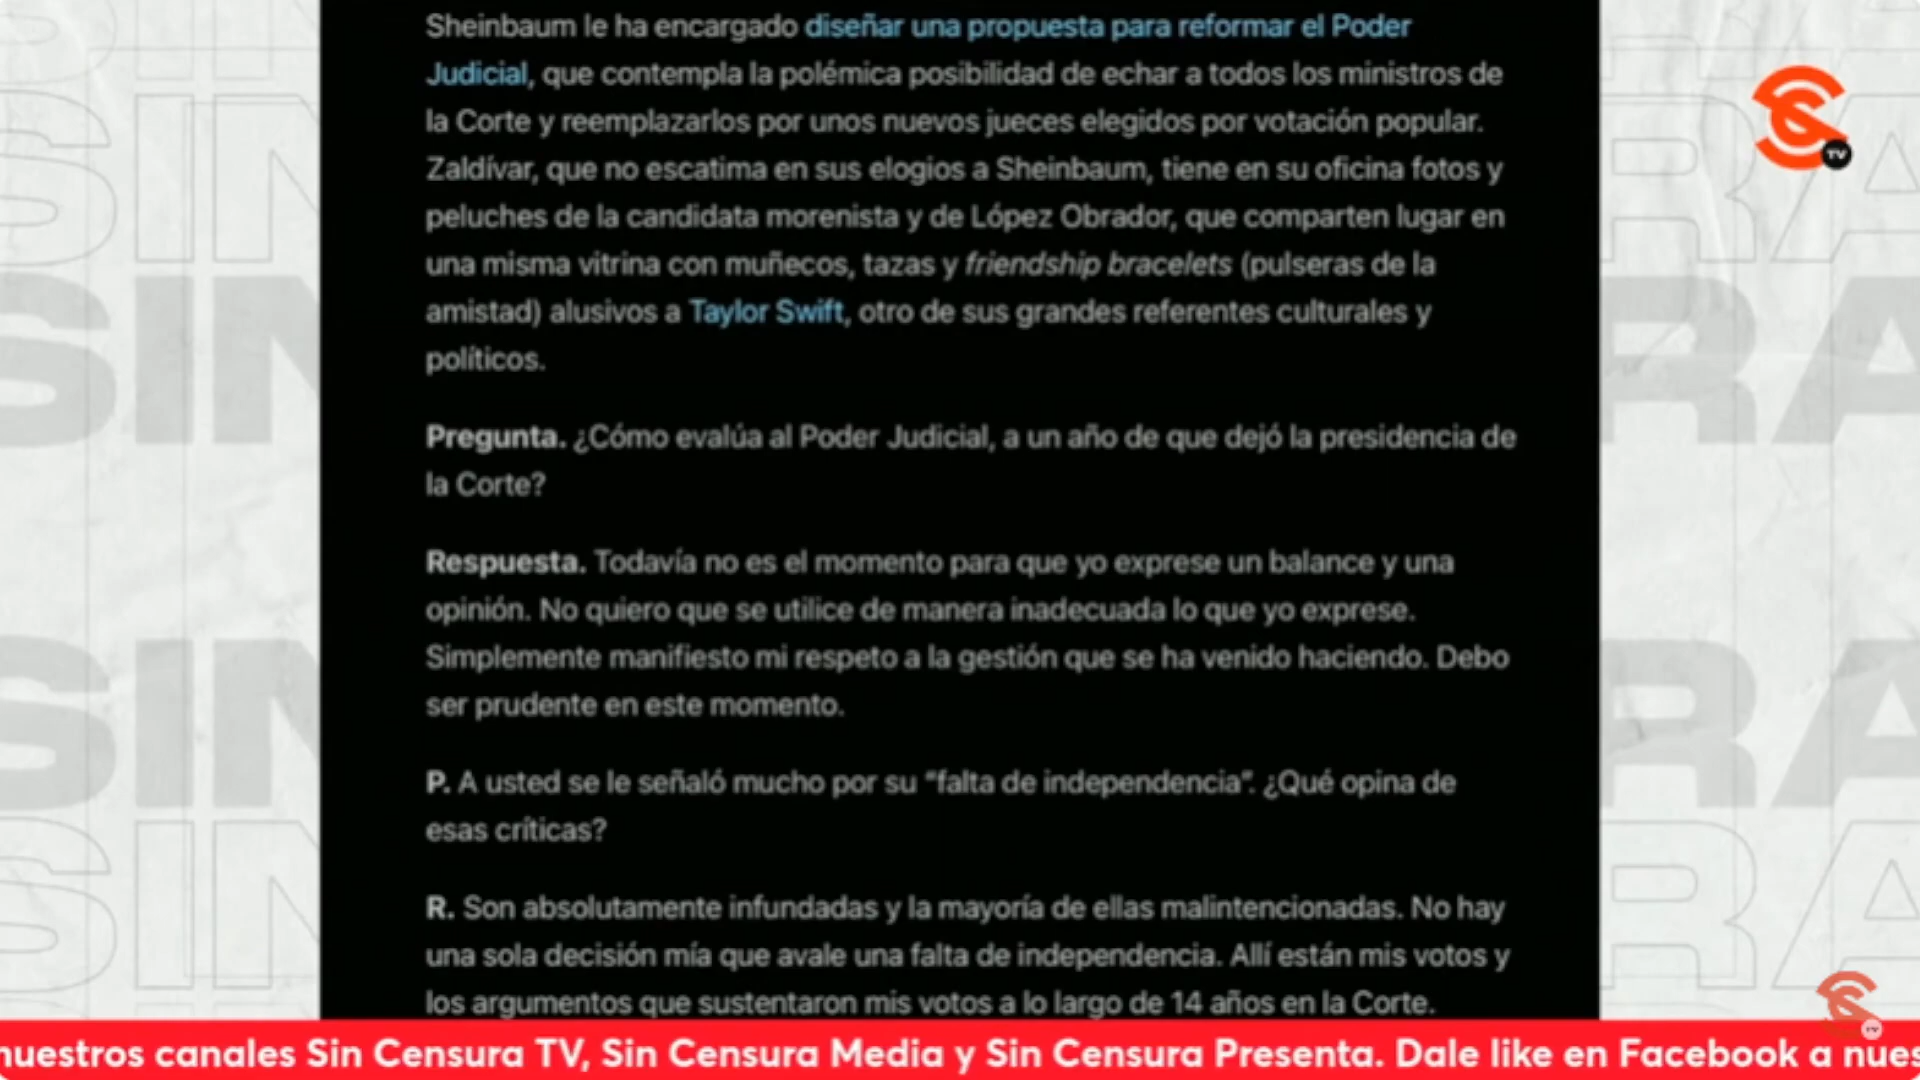 Sheinbaum le ha encargado diseñar una propuesta para reformar el Poder
Judicial, que contempla la polémica posibilidad de echar a todos los ministros de
la Corte y reemplazarlos por unos nuevos jueces elegidos por votación popular.
Zaldívar, que no escatima en sus elogios a Sheinbaum, tiene en su oficina fotos y
peluches de la candidata morenista y de López Obrador, que comparten lugar en
una misma vitrina con muñecos, tazas y friendship bracelets (pulseras de la
amistad) alusivos a Taylor Swift, otro de sus grandes referentes culturales y
políticos.
Pregunta. ¿Cómo evalúa al Poder Judicial, a un año de que dejó la presidencia de
la Corte?
Respuesta. Todavía no es el momento para que yo exprese un balance y una
opinión. No quiero que se utilice de manera inadecuada lo que yo exprese.
Simplemente manifiesto mi respeto a la gestión que se ha venido haciendo. Debo
ser prudente en este momento.
P. A usted se le señaló mucho por su “falta de independencia”. ¿Qué opina de
esas críticas?
R. Son absolutamente infundadas y la mayoría de ellas malintencionadas. No hay
una sola decisión mía que avale una falta de independencia. Allí están mis votos y
los argumentos que sustentaron mis votos a lo largo de 14 años en la Corte.
nuestros canales Sin Censura TV, Sin Censura Media y Sin Censura Presenta. Dale like en Facebook a nues
SIN
SIN
SIN
SIN
RA
RA
RA
RA
TV
TV